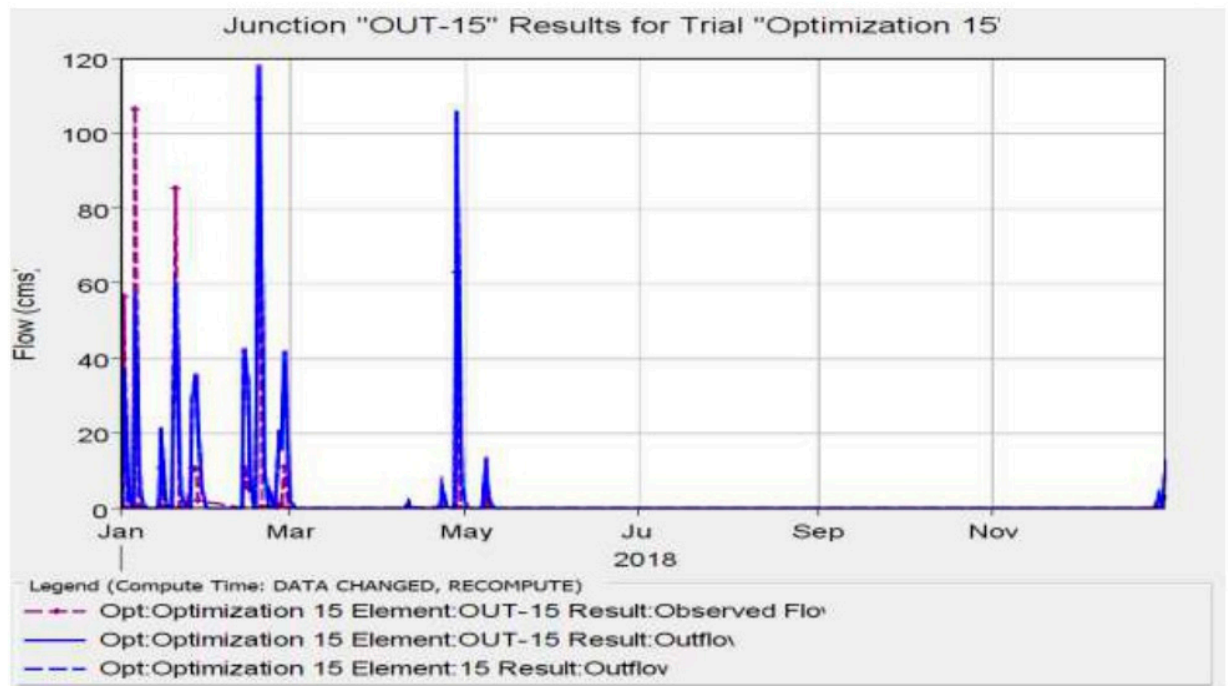 Junction "OUT-15" Results for Trial "Optimization 15'
120
100
80
60
40
20
0
Flow (cms)
Jan Mar May Ju Sep Nov
2018
Legend (Compute Time: DATA CHANGED, RECOMPUTE)
Opt:Optimization 15 Element:OUT-15 Result:Observed Flo
Opt:Optimization 15 Element:OUT-15 Result:Outflo
Opt:Optimization 15 Element:15 Result:Outflo